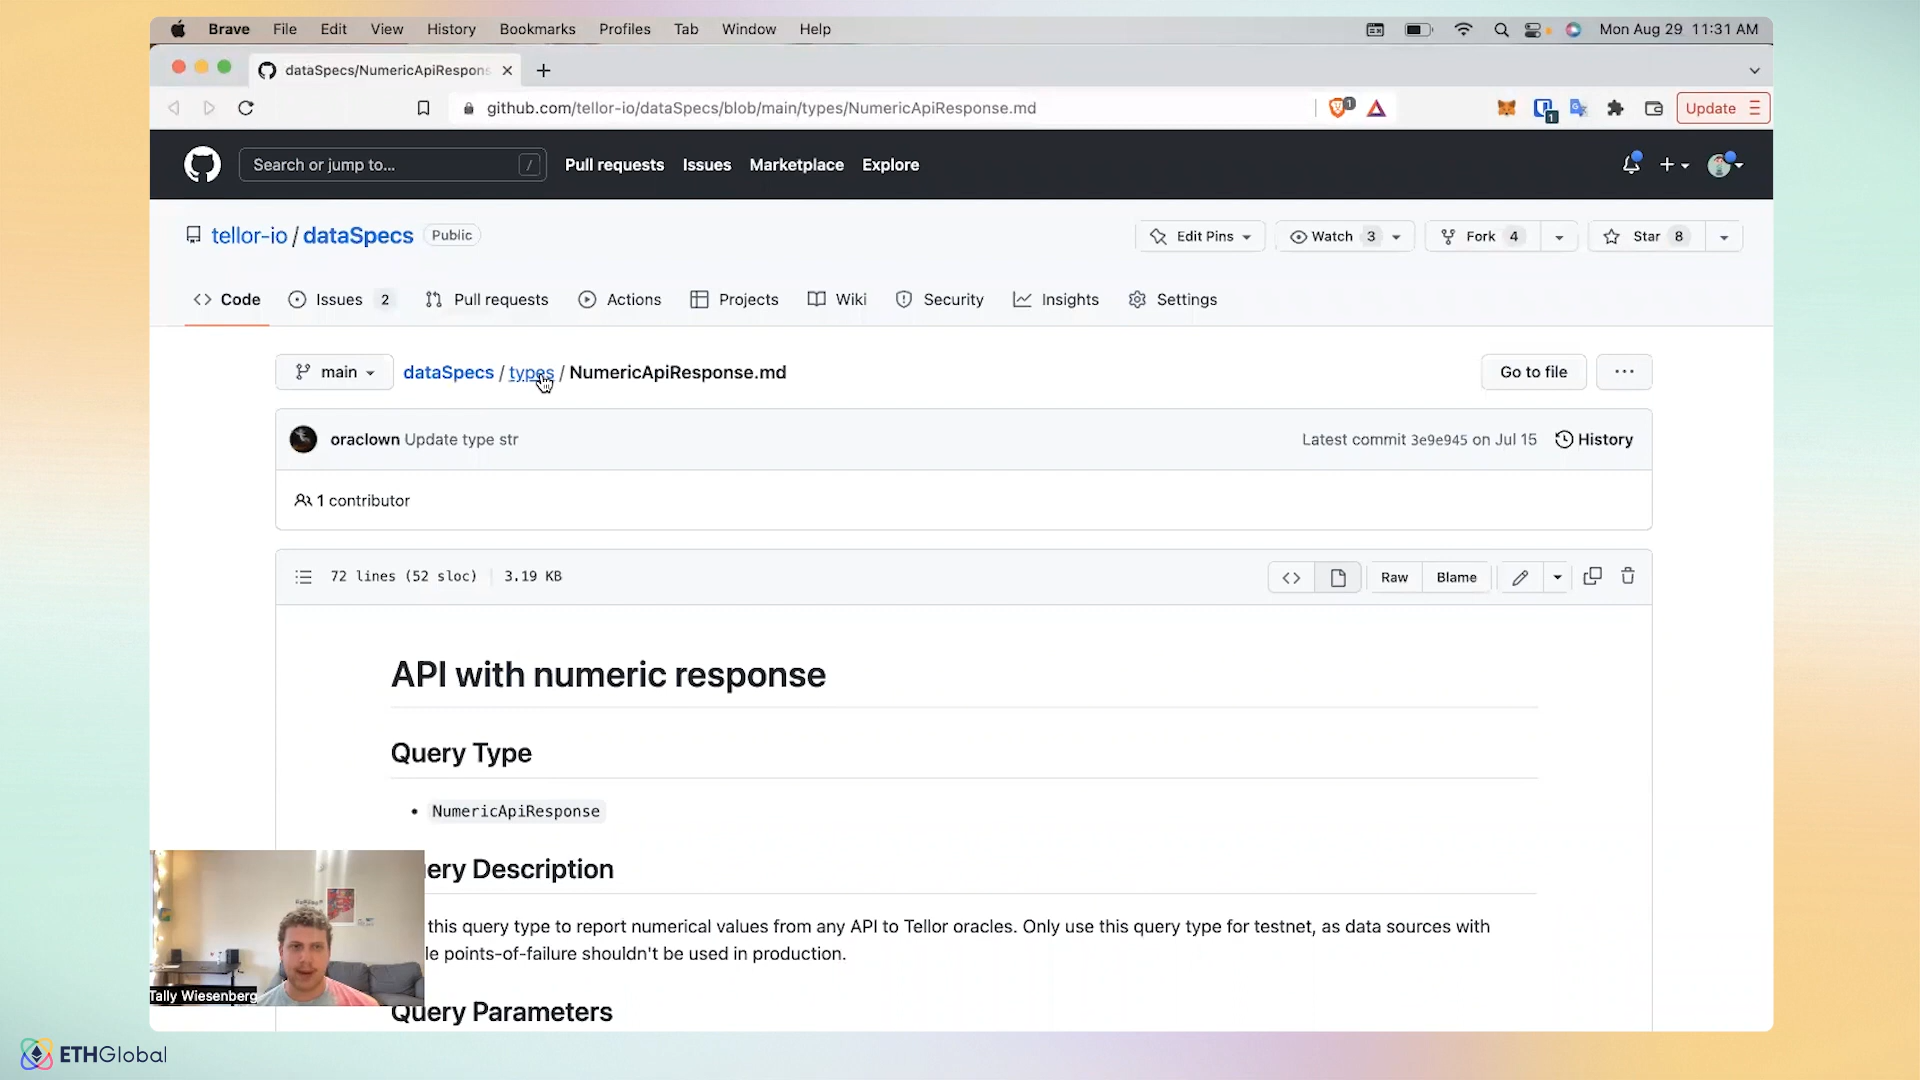 Brave File Edit View History Bookmarks Profiles Tab Window Help Mon Aug 29 11:31 AM
dataSpecs/NumericApiRespons
github.com/tellor-io/dataSpecs/blob/main/types/NumericApiResponse.md 1 1 Update
Search or jump to... / Pull requests Issues Marketplace Explore
tellor-io / dataSpecs Public Edit Pins Watch 3 Fork 4 Star 8
Code Issues 2 Pull requests Actions Projects Wiki Security Insights Settings
main dataSpecs / types / NumericApiResponse.md Go to file
oraclown Update type str Latest commit 3e9e945 on Jul 15 History
1 contributor
72 lines (52 sloc) 3.19 KB Raw Blame
API with numeric response
Query Type
NumericApiResponse
ery Description
this query type to report numerical values from any API to Tellor oracles. Only use this query type for testnet, as data sources with
le points-of-failure shouldn't be used in production.
Tally Wiesenberg
Query Parameters
ETHGlobal